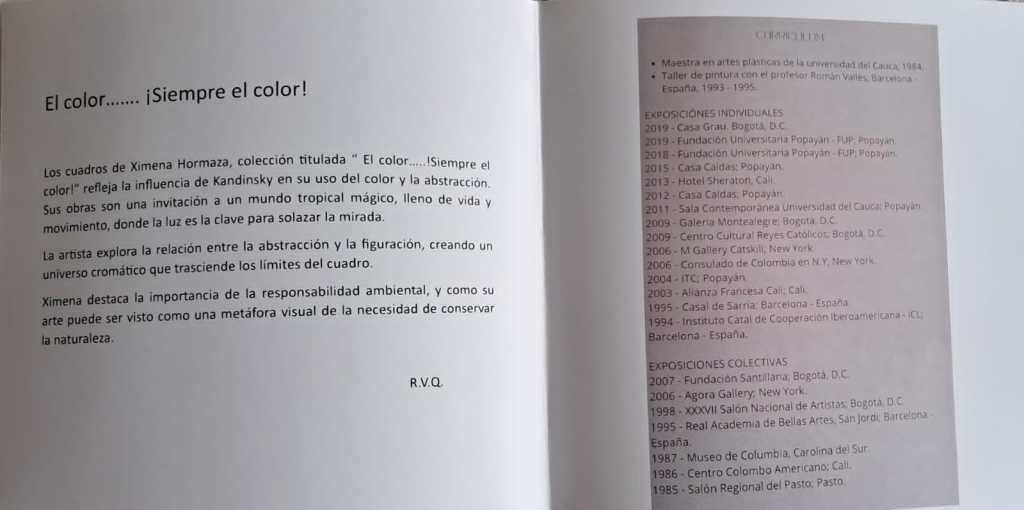 El color....... ¡Siempre el color!
Los cuadros de Ximena Hormaza, colección titulada “ El color.....!Siempre el
color!” refleja la influencia de Kandinsky en su uso del color y la abstracción.
Sus obras son una invitación a un mundo tropical mágico, lleno de vida y
movimiento, donde la luz es la clave para solazar la mirada.
La artista explora la relación entre la abstracción y la figuración, creando un
universo cromático que trasciende los límites del cuadro.
Ximena destaca la importancia de la responsabilidad ambiental, y como su
arte puede ser visto como una metáfora visual de la necesidad de conservar
la naturaleza.
R.V.Q.
CURRICULUM
• Maestra en artes plásticas de la universidad del Cauca, 1984.
• Taller de pintura con el profesor Román Vallés, Barcelona -
España, 1993 - 1995.
EXPOSICIÓNES INDIVIDUALES
2019 - Casa Grau. Bogotá, D.C.
2019 - Fundación Universitaria Popayán - FUP; Popayán.
2018 - Fundación Universitaria Popayán - FUP; Popayán.
2015 - Casa Caldas; Popayán.
2013 - Hotel Sheraton, Cali.
2012 - Casa Caldas; Popayán.
2011 - Sala Contemporánea Universidad del Cauca; Popayán.
2009 - Galería Montealegre; Bogotá, D.C.
2009 - Centro Cultural Reyes Católicos; Bogotá, D.C.
2006 - M Gallery Catskill; New York.
2006 - Consulado de Colombia en N.Y; New York.
2004 - ITC; Popayán.
2003 - Alianza Francesa Cali; Cali.
1995 - Casal de Sarria; Barcelona - España.
1994 - Instituto Catal de Cooperación Iberoamericana - ICI;
Barcelona - España.
EXPOSICIONES COLECTIVAS
2007 - Fundación Santillana; Bogotá, D.C.
2006 - Agora Gallery; New York.
1998 - XXXVII Salón Nacional de Artistas; Bogotá, D.C.
1995 - Real Academia de Bellas Artes, San Jordi; Barcelona -
España.
1987 - Museo de Columbia, Carolina del Sur.
1986 - Centro Colombo Americano; Cali.
1985 - Salón Regional del Pasto; Pasto.